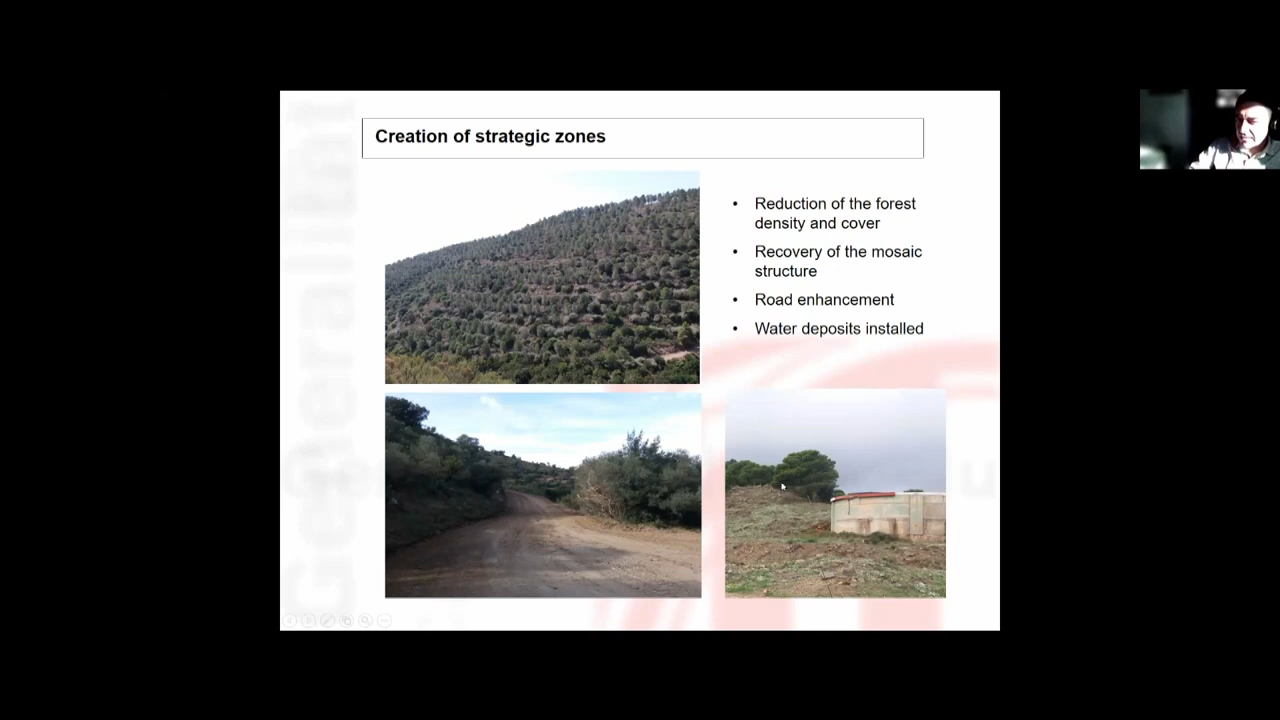 Creation of strategic zones
• Reduction of the forest
density and cover
• Recovery of the mosaic
structure
• Road enhancement
• Water deposits installed
Generalitat